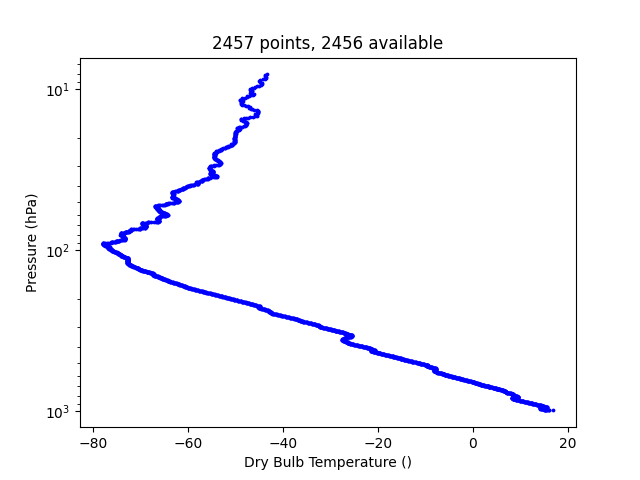 2457 points, 2456 available
10¹
10²
10³
Pressure (hPa)
−80 −60 −40 −20 0 20
Dry Bulb Temperature ()